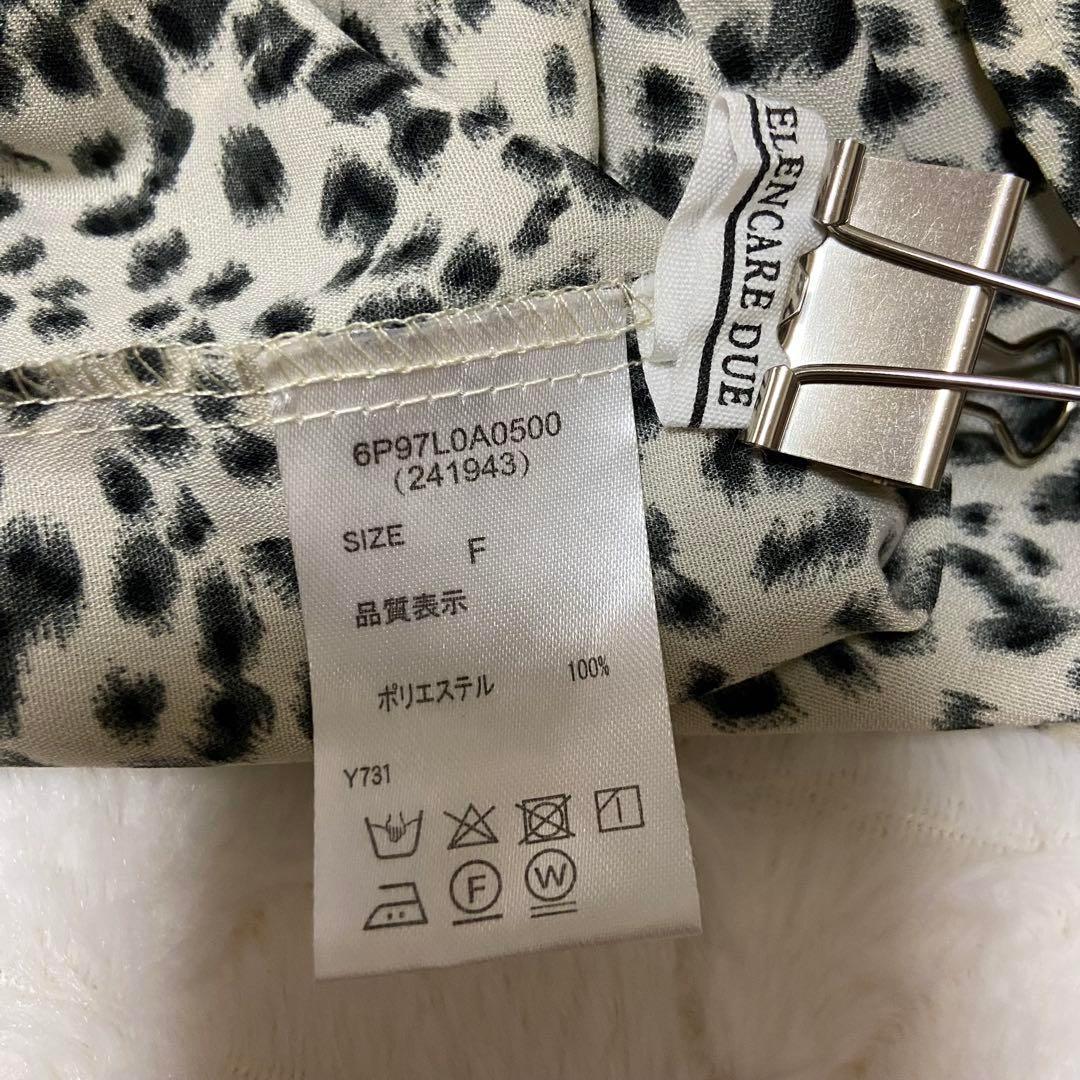 ELENCARE DUE
6P97L0A0500
(241943)
SIZE F
品質表示
ポリエステル 100%
Y731
F W